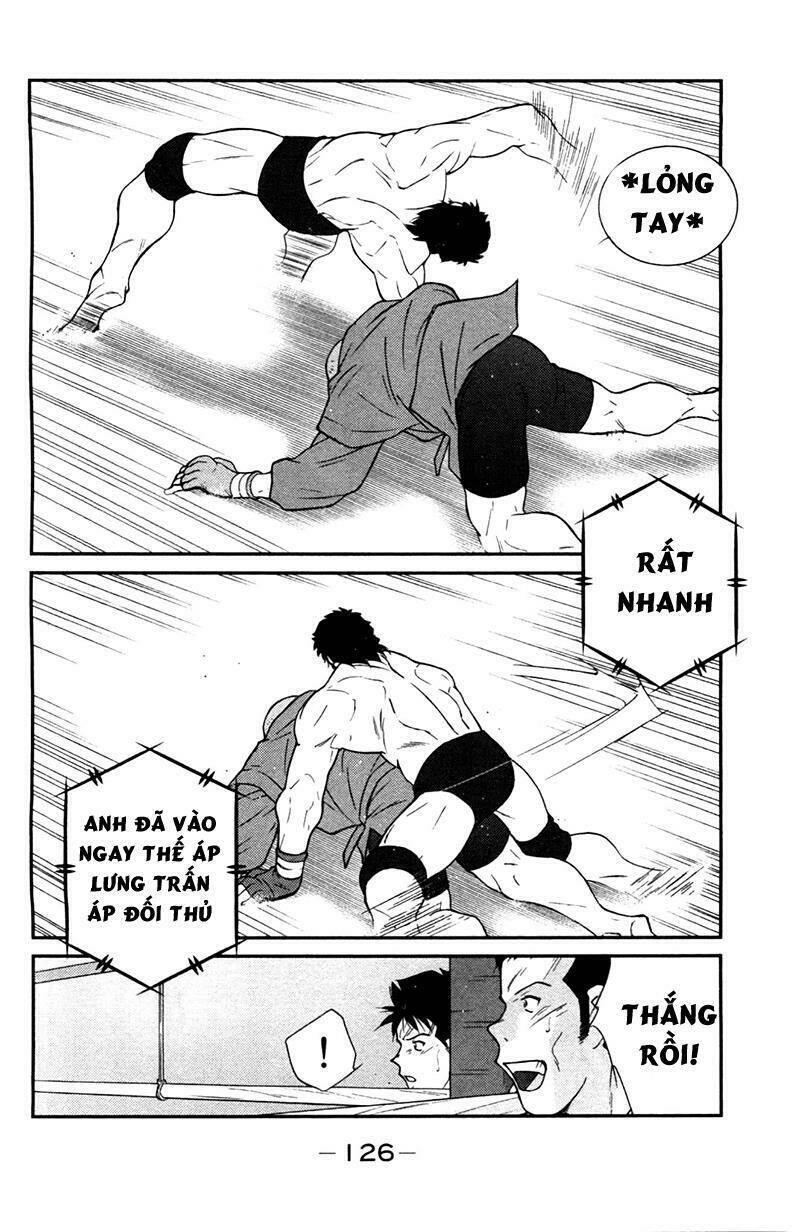 *LỎNG
TAY*
RẤT
NHANH
ANH ĐÃ VÀO
NGAY THẾ ÁP
LƯNG TRẤN
ÁP ĐỐI THỦ
!
THẮNG
RỒI!
-126-